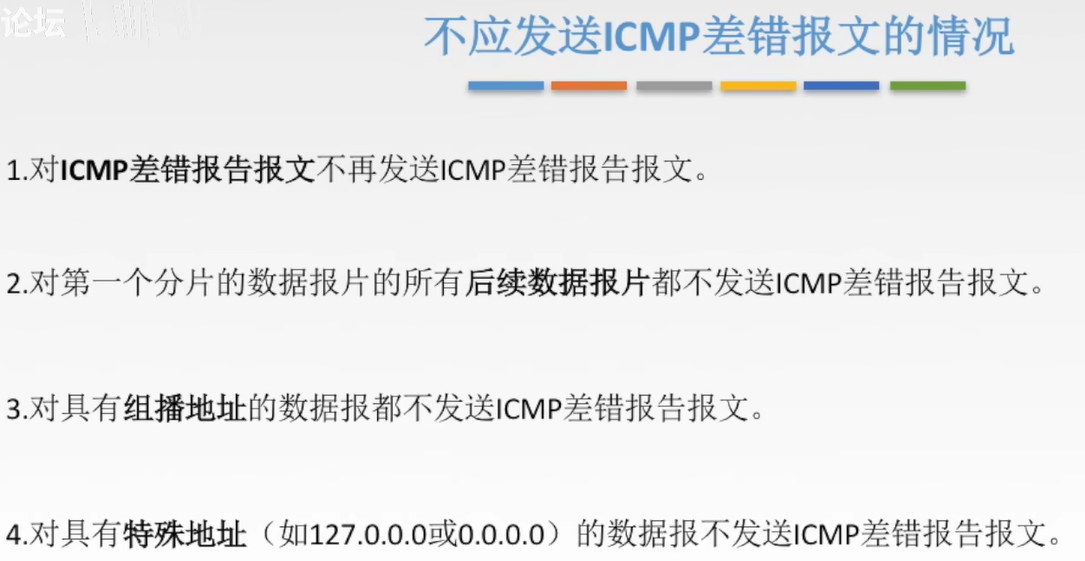 论坛
不应发送ICMP差错报文的情况
1.对ICMP差错报告报文不再发送ICMP差错报告报文。
2.对第一个分片的数据报片的所有后续数据报片都不发送ICMP差错报告报文。
3.对具有组播地址的数据报都不发送ICMP差错报告报文。
4.对具有特殊地址（如127.0.0.0或0.0.0.0）的数据报不发送ICMP差错报告报文。